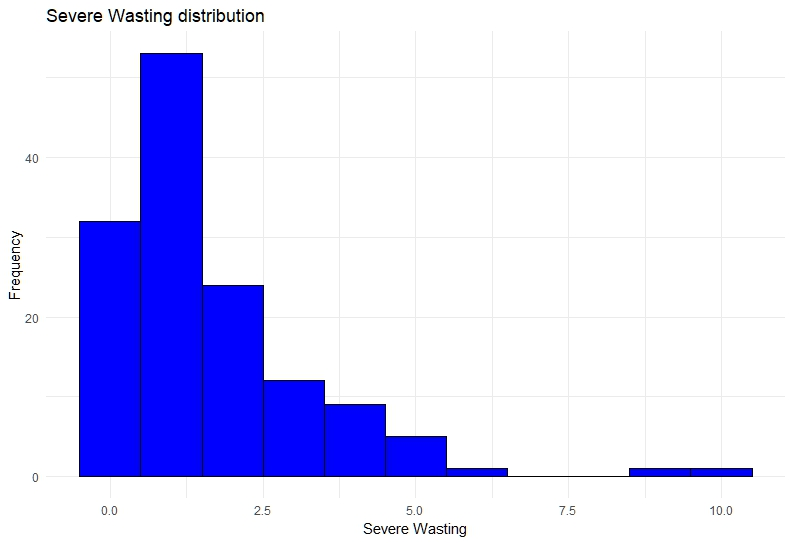 Severe Wasting distribution
Frequency
40
20
0
0.0 2.5 5.0 7.5 10.0
Severe Wasting